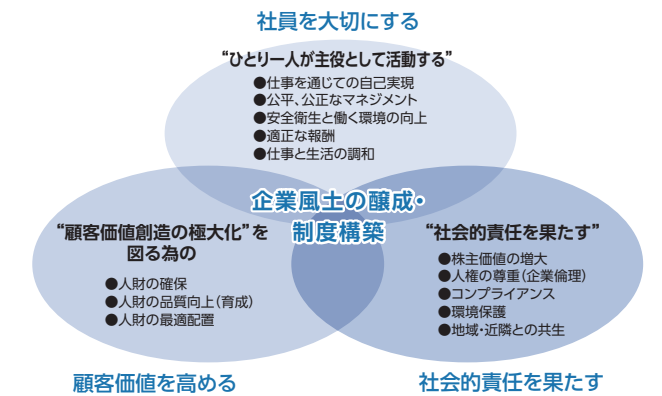 社員を大切にする
“ひとり一人が主役として活動する”
●仕事を通じての自己実現
●公平、公正なマネジメント
●安全衛生と働く環境の向上
●適正な報酬
●仕事と生活の調和
企業風土の醸成・
制度構築
“顧客価値創造の極大化”を
図る為の
●人財の確保
●人財の品質向上(育成)
●人財の最適配置
“社会的責任を果たす”
●株主価値の増大
●人権の尊重(企業倫理)
●コンプライアンス
●環境保護
●地域・近隣との共生
顧客価値を高める
社会的責任を果たす